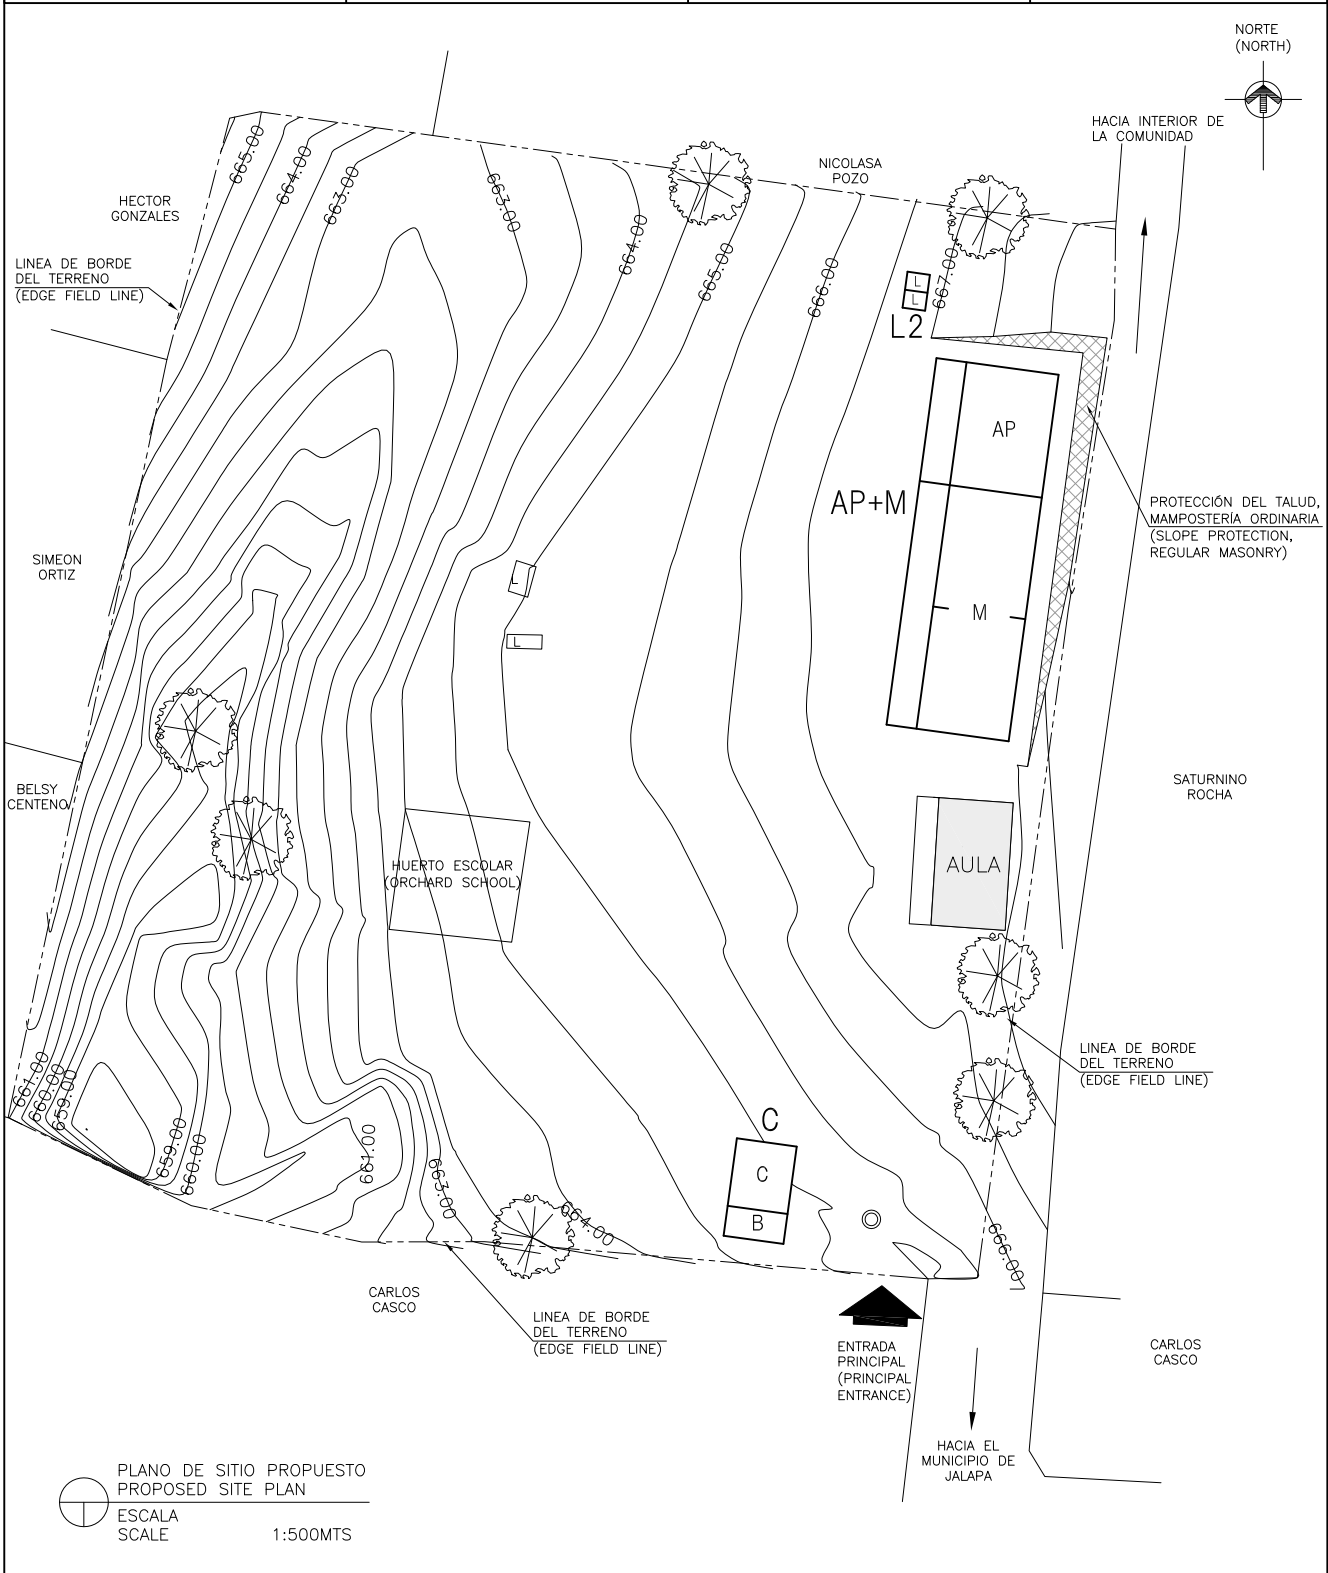 NORTE
(NORTH)
HACIA INTERIOR DE
LA COMUNIDAD
NICOLASA
POZO
HECTOR
GONZALES
LINEA DE BORDE
DEL TERRENO
(EDGE FIELD LINE)
665.00
664.00
663.00
663.00
664.00
665.00
666.00
667.00
L
L
L2
AP
AP+M
M
PROTECCIÓN DEL TALUD,
MAMPOSTERÍA ORDINARIA
(SLOPE PROTECTION,
REGULAR MASONRY)
SIMEON
ORTIZ
L
L
BELSY
CENTENO
SATURNINO
ROCHA
HUERTO ESCOLAR
(ORCHARD SCHOOL)
AULA
LINEA DE BORDE
DEL TERRENO
(EDGE FIELD LINE)
661.00
660.00
659.00
659.00
660.00
661.00
663.00
664.00
C
C
B
666.00
CARLOS
CASCO
LINEA DE BORDE
DEL TERRENO
(EDGE FIELD LINE)
ENTRADA
PRINCIPAL
(PRINCIPAL
ENTRANCE)
CARLOS
CASCO
HACIA EL
MUNICIPIO DE
JALAPA
PLANO DE SITIO PROPUESTO
PROPOSED SITE PLAN
ESCALA
SCALE 1:500MTS